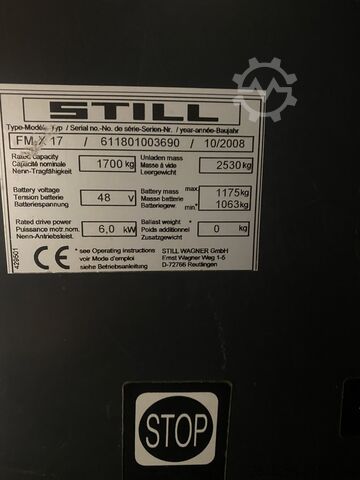 STILL
Type-Modèle-Typ / Serial no.-No. de série-Serien-Nr. / year-année-Baujahr
FM X 17 / 611801003690 / 10/2008
Rated capacity
Capacité nominale
Nenn-Tragfähigkeit
1700 kg
Unladen mass
Masse à vide
Leergewicht
2530 kg
Battery voltage
Tension batterie
Batteriespannung
48 V
Battery mass
Masse batterie
Batteriegew.
max 1175 kg
min* 1063 kg
Rated drive power
Puissance motr.nom.
Nenn-Antriebsleist.
6,0 kW
Ballast weight *
Poids additionnel
Zusatzgewicht
0 kg
429501
CE
* see Operating instructions
voir Mode d'emploi
siehe Betriebsanleitung
STILL WAGNER GmbH
Ernst Wagner Weg 1-5
D-72766 Reutlingen
STOP